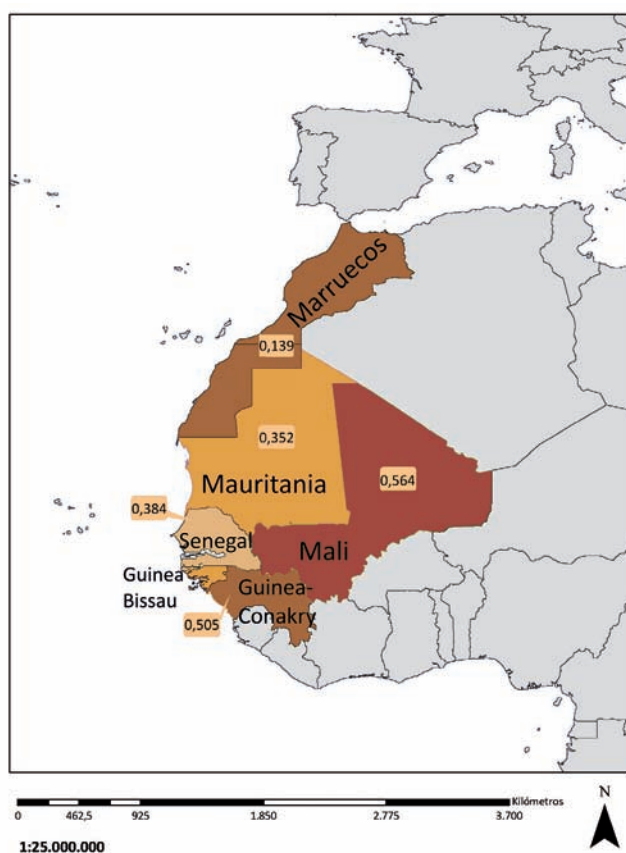 Marruecos
0,139
0,352
Mauritania
0,564
0,384
Senegal
Mali
Guinea
Bissau
Guinea-
Conakry
0,505
Kilómetros
N
0 462,5 925 1.850 2.775 3.700
1:25.000.000